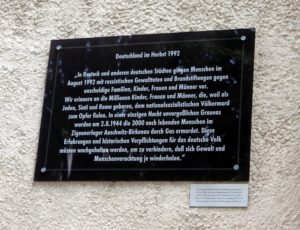 Deutschland im Herbst 1992
„In Rostock und anderen deutschen Städten gingen Menschen im
August 1992 mit rassistischen Gewalttaten und Brandstiftungen gegen
unschuldige Familien, Kinder, Frauen und Männer vor.
Wir erinnern an die Millionen Kinder, Frauen und Männer, die, weil als
Juden, Sinti und Roma geboren, dem nationalsozialistischen Völkermord
zum Opfer fielen. In einer einzigen Nacht unvergeßlichen Grauens
wurden am 2.8.1944 die 3000 noch lebenden Menschen im
Zigeunerlager Auschwitz-Birkenau durch Gas ermordet. Diese
Erfahrungen und historischen Verpflichtungen für das deutsche Volk
müssen wachgehalten werden, um zu verhindern, daß sich Gewalt und
Menschenverachtung je wiederholen."